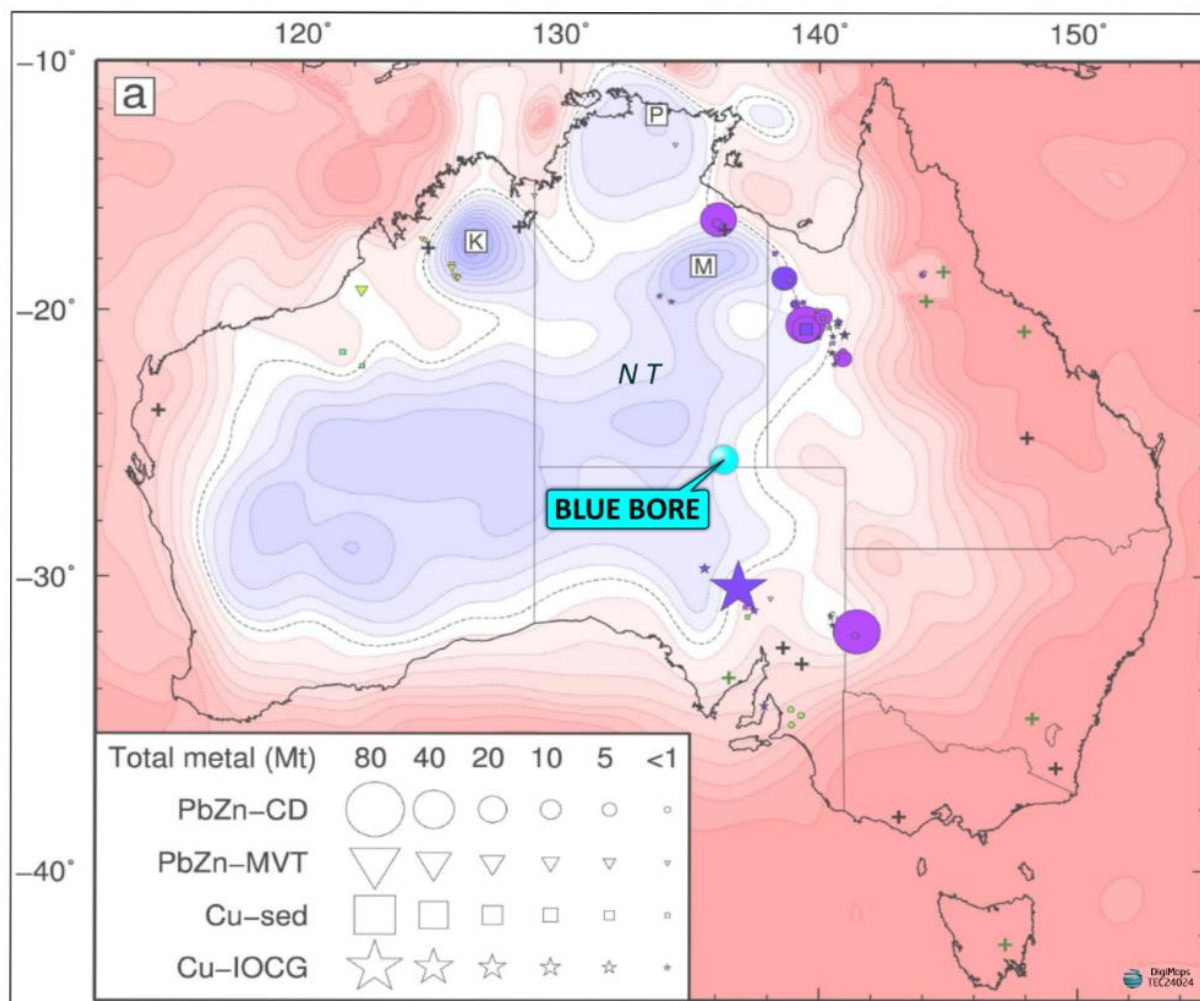 120° 130° 140° 150°
−10°
a
P
K
M
−20°
N T
BLUE BORE
−30°
−40°
Total metal (Mt) 80 40 20 10 5 <1
PbZn−CD
PbZn−MVT
Cu−sed
Cu−IOCG
DigiMaps
TEC24024